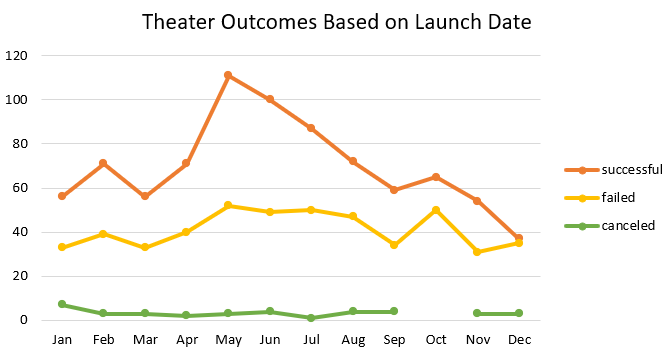 Theater Outcomes Based on Launch Date
120
100
80
60
40
20
0
Jan Feb Mar Apr May Jun Jul Aug Sep Oct Nov Dec
successful
failed
canceled